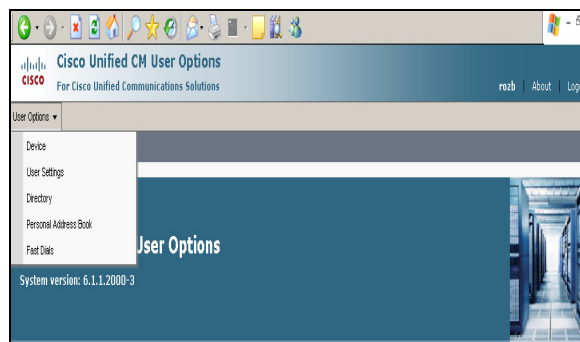 Cisco Unified CM User Options
CISCO
For Cisco Unified Communications Solutions
rozb | About | Log
User Options
Device
User Settings
Directory
Personal Address Book
Fast Dials
User Options
System version: 6.1.1.2000-3